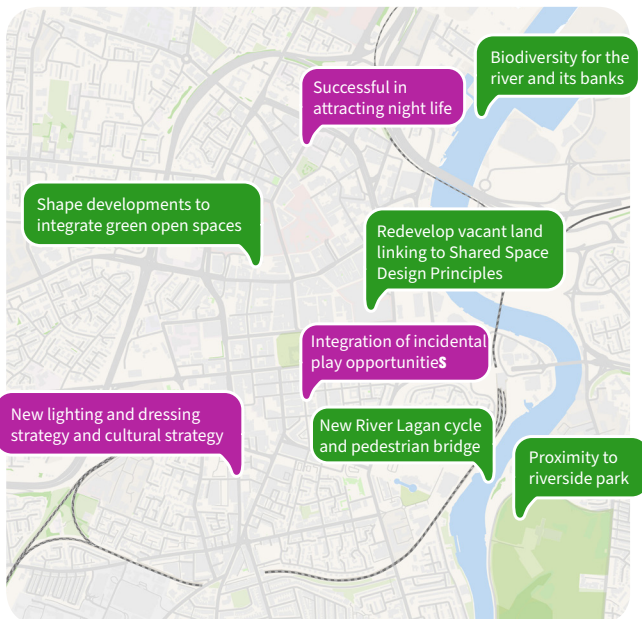 Biodiversity for the
river and its banks
Successful in
attracting night life
Shape developments to
integrate green open spaces
Redevelop vacant land
linking to Shared Space
Design Principles
Integration of incidental
play opportunities
New lighting and dressing
strategy and cultural strategy
New River Lagan cycle
and pedestrian bridge
Proximity to
riverside park